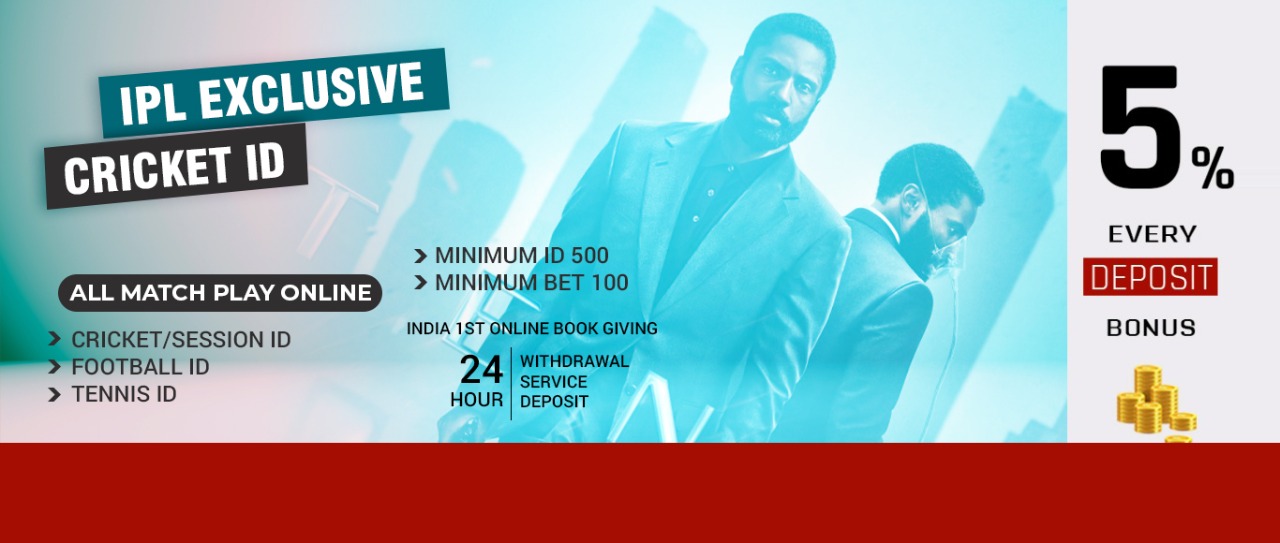 IPL EXCLUSIVE
CRICKET ID
ALL MATCH PLAY ONLINE
CRICKET/SESSION ID
FOOTBALL ID
TENNIS ID
MINIMUM ID 500
MINIMUM BET 100
INDIA 1ST ONLINE BOOK GIVING
24
HOUR
WITHDRAWAL
SERVICE
DEPOSIT
5%
EVERY
DEPOSIT
BONUS